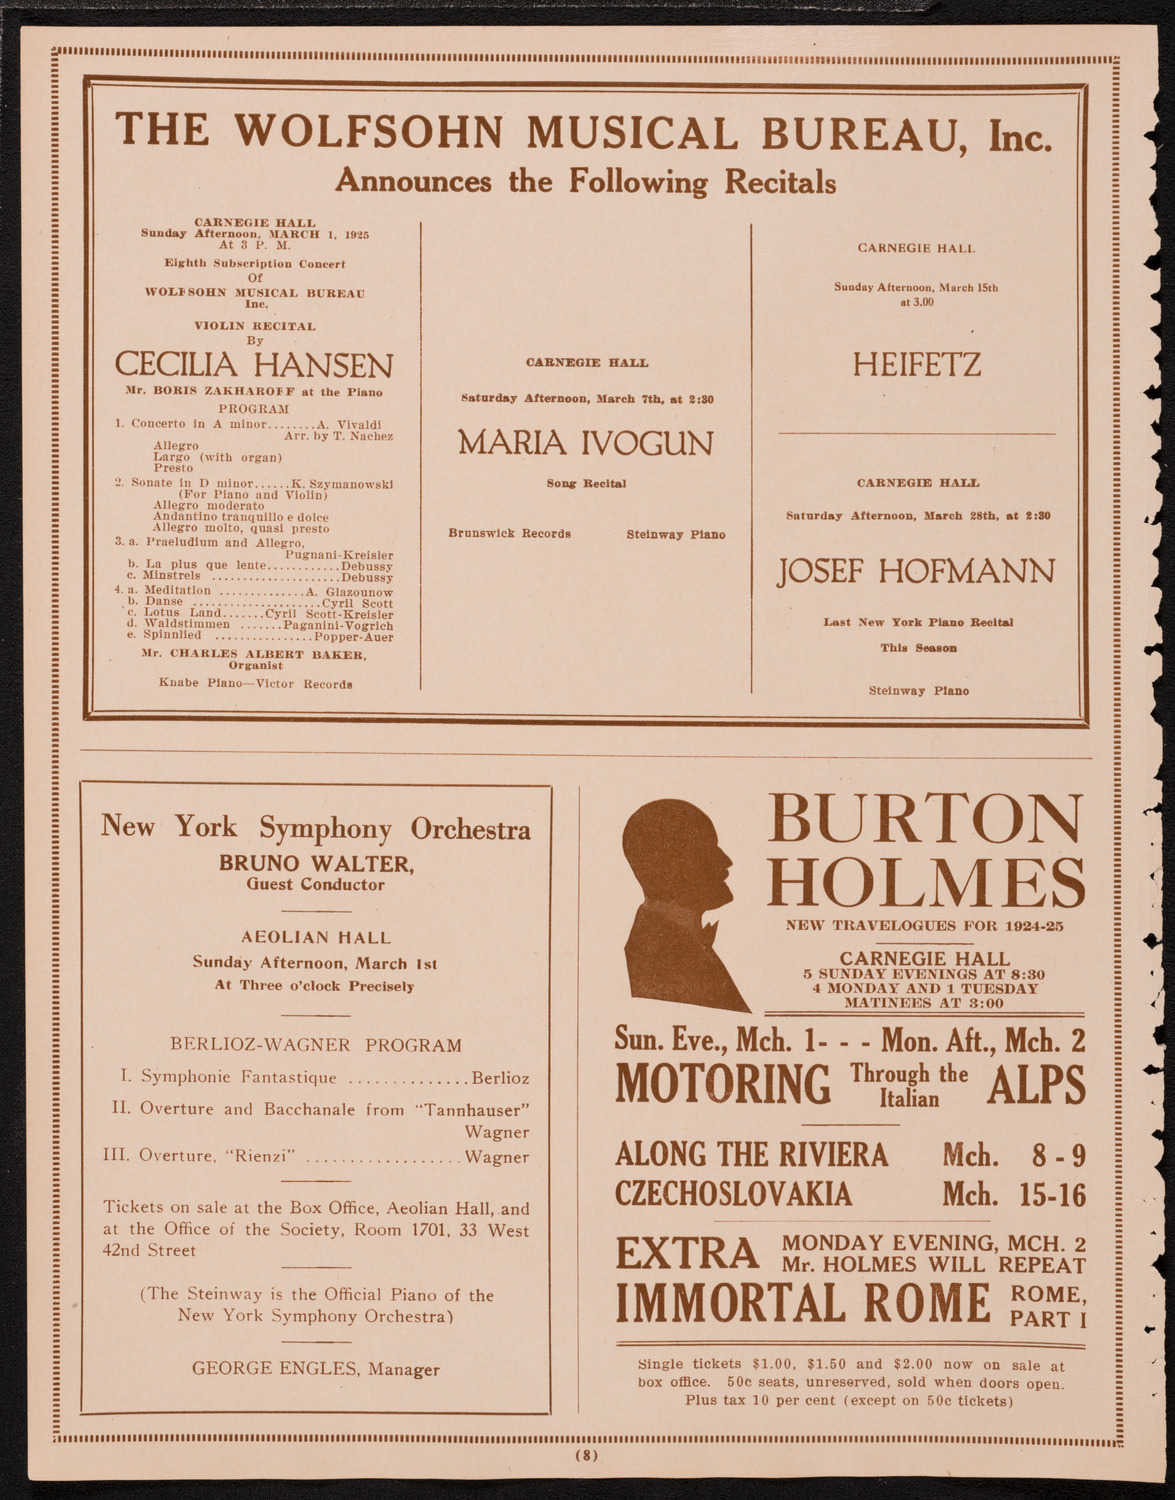 THE WOLFSOHN MUSICAL BUREAU, Inc.
Announces the Following Recitals
CARNEGIE HALL
Sunday Afternoon, MARCH 1, 1925
At 3 P. M.
Eighth Subscription Concert
Of
WOLFSOHN MUSICAL BUREAU
Inc.
VIOLIN RECITAL
By
CECILIA HANSEN
Mr. BORIS ZAKHAROFF at the Piano
PROGRAM
1. Concerto in A minor........A. Vivaldi
Arr. by T. Nachez
Allegro
Largo (with organ)
Presto
2. Sonate in D minor......K. Szymanowski
(For Piano and Violin)
Allegro moderato
Andantino tranquillo e dolce
Allegro molto, quasi presto
3. a. Praeludium and Allegro,
Pugnani-Kreisler
b. La plus que lente............Debussy
c. Minstrels .....................Debussy
4. a. Meditation ..............A. Glazounow
b. Danse .....................Cyril Scott
c. Lotus Land.......Cyril Scott-Kreisler
d. Waldstimmen .......Paganini-Vogrich
e. Spinnlied ................Popper-Auer
Mr. CHARLES ALBERT BAKER,
Organist
Knabe Piano—Victor Records
CARNEGIE HALL
Saturday Afternoon, March 7th, at 2:30
MARIA IVOGUN
Song Recital
Brunswick Records Steinway Piano
CARNEGIE HALL
Sunday Afternoon, March 15th
at 3.00
HEIFETZ
CARNEGIE HALL
Saturday Afternoon, March 28th, at 2:30
JOSEF HOFMANN
Last New York Piano Recital
This Season
Steinway Piano
New York Symphony Orchestra
BRUNO WALTER,
Guest Conductor
AEOLIAN HALL
Sunday Afternoon, March 1st
At Three o'clock Precisely
BERLIOZ-WAGNER PROGRAM
I. Symphonie Fantastique ..............Berlioz
II. Overture and Bacchanale from "Tannhauser"
Wagner
III. Overture, "Rienzi" ..................Wagner
Tickets on sale at the Box Office, Aeolian Hall, and
at the Office of the Society, Room 1701, 33 West
42nd Street
(The Steinway is the Official Piano of the
New York Symphony Orchestra)
GEORGE ENGLES, Manager
BURTON
HOLMES
NEW TRAVELOGUES FOR 1924-25
CARNEGIE HALL
5 SUNDAY EVENINGS AT 8:30
4 MONDAY AND 1 TUESDAY
MATINEES AT 3:00
Sun. Eve., Mch. 1- - - Mon. Aft., Mch. 2
MOTORING Through the Italian ALPS
ALONG THE RIVIERA Mch. 8 - 9
CZECHOSLOVAKIA Mch. 15-16
EXTRA MONDAY EVENING, MCH. 2
Mr. HOLMES WILL REPEAT
IMMORTAL ROME ROME, PART I
Single tickets $1.00, $1.50 and $2.00 now on sale at
box office. 50c seats, unreserved, sold when doors open.
Plus tax 10 per cent (except on 50c tickets)
(8)